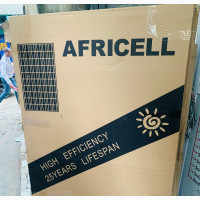 AFRICELL
HIGH EFFICIENCY
25YEARS LIFESPAN